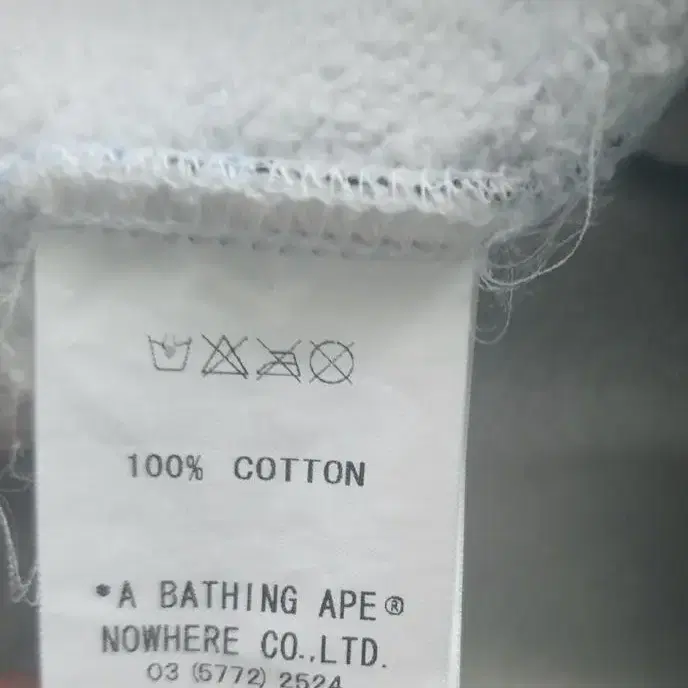 100% COTTON
*A BATHING APE®
NOWHERE CO.,LTD.
03 (5772) 2524